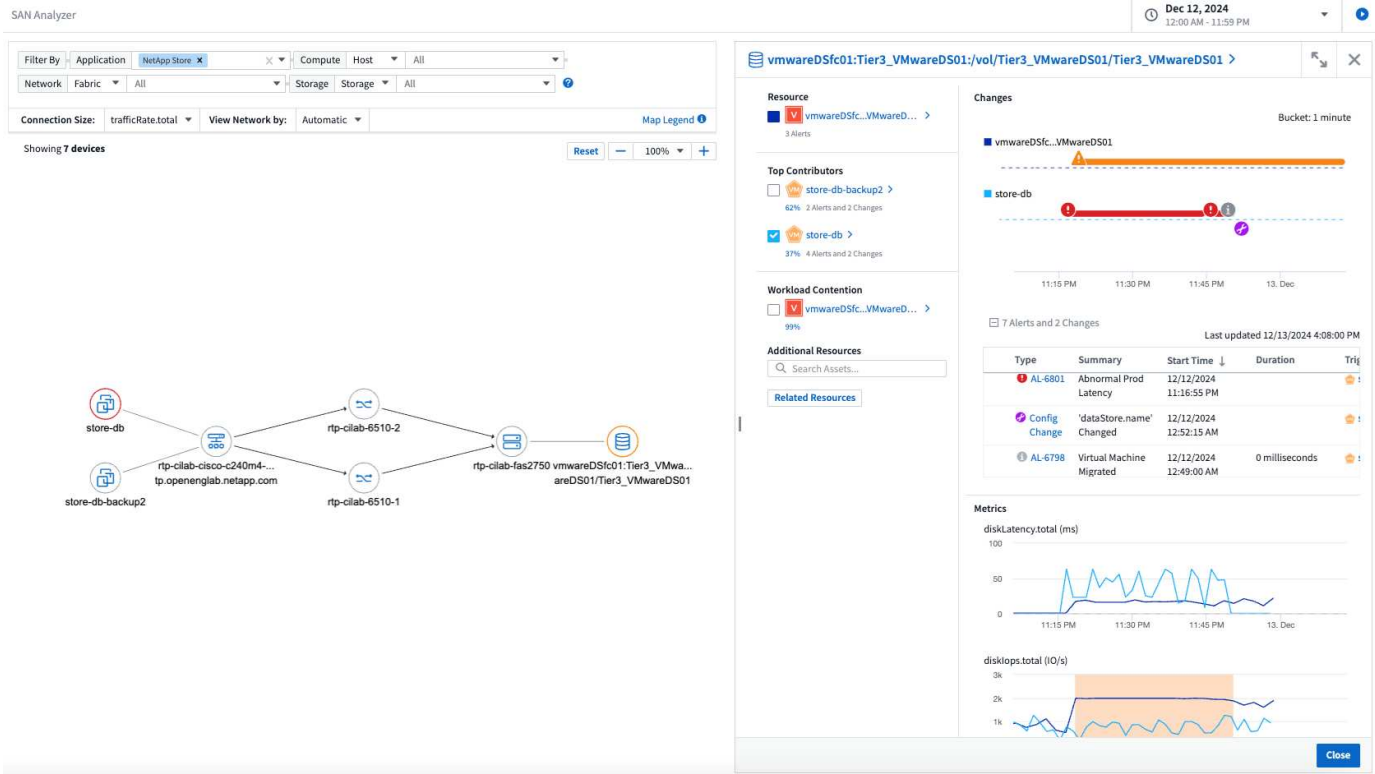 SAN Analyzer
Dec 12, 2024
12:00 AM - 11:59 PM
Filter By Application NetApp Store Compute Host All
Network Fabric All Storage Storage All
Connection Size: trafficRate.total View Network by: Automatic Map Legend
Showing 7 devices
Reset 100%
store-db
rtp-cilab-6510-2
rtp-cilab-cisco-c240m4-...
tp.openenglab.netapp.com
rtp-cilab-fas2750
vmwareDSfc01:Tier3_VMwa...
areDS01/Tier3_VMwareDS01
store-db-backup2
rtp-cilab-6510-1
vmwareDSfc01:Tier3_VMwareDS01:/vol/Tier3_VMwareDS01/Tier3_VMwareDS01
Resource
V vmwareDSfc...VMwareD...
3 Alerts
Top Contributors
VM store-db-backup2
62% 2 Alerts and 2 Changes
VM store-db
37% 4 Alerts and 2 Changes
Workload Contention
V vmwareDSfc...VMwareD...
99%
Additional Resources
Search Assets...
Related Resources
Changes
Bucket: 1 minute
vmwareDSfc...VMwareDS01
store-db
11:15 PM 11:30 PM 11:45 PM 13. Dec
7 Alerts and 2 Changes
Last updated 12/13/2024 4:08:00 PM
Type Summary Start Time ↓ Duration Trig
AL-6801 Abnormal Prod Latency 12/12/2024 11:16:55 PM
Config Change 'dataStore.name' Changed 12/12/2024 12:52:15 AM
AL-6798 Virtual Machine Migrated 12/12/2024 12:49:00 AM 0 milliseconds
Metrics
diskLatency.total (ms)
100
50
0
11:15 PM 11:30 PM 11:45 PM 13. Dec
diskIops.total (IO/s)
3k
2k
1k
Close